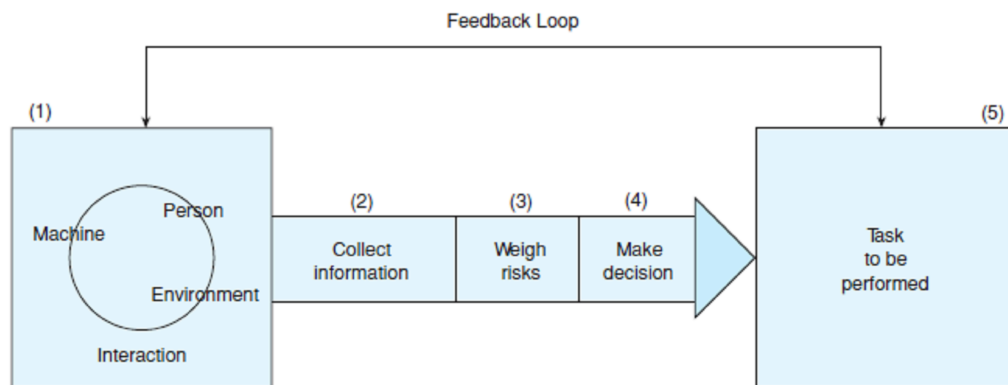 Feedback Loop
(1)
(5)
Person
Machine
Environment
Interaction
(2)
Collect
information
(3)
Weigh
risks
(4)
Make
decision
Task
to be
performed